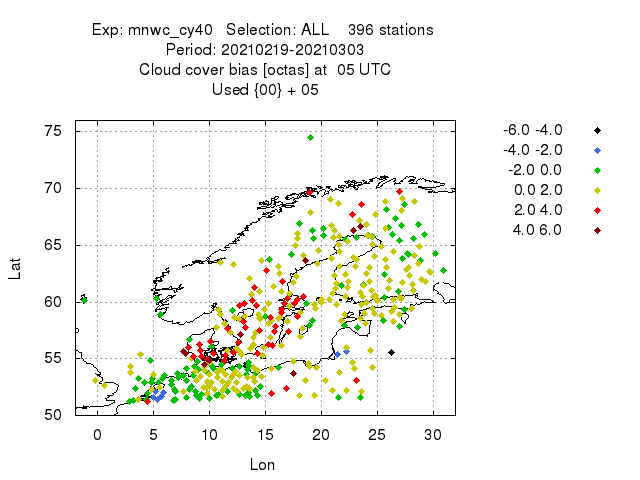 Exp: mnwc_cy40 Selection: ALL 396 stations
Period: 20210219-20210303
Cloud cover bias [octas] at 05 UTC
Used {00} + 05
75
70
65
60
55
50
Lat
0 5 10 15 20 25 30
Lon
-6.0 -4.0
-4.0 -2.0
-2.0 0.0
0.0 2.0
2.0 4.0
4.0 6.0